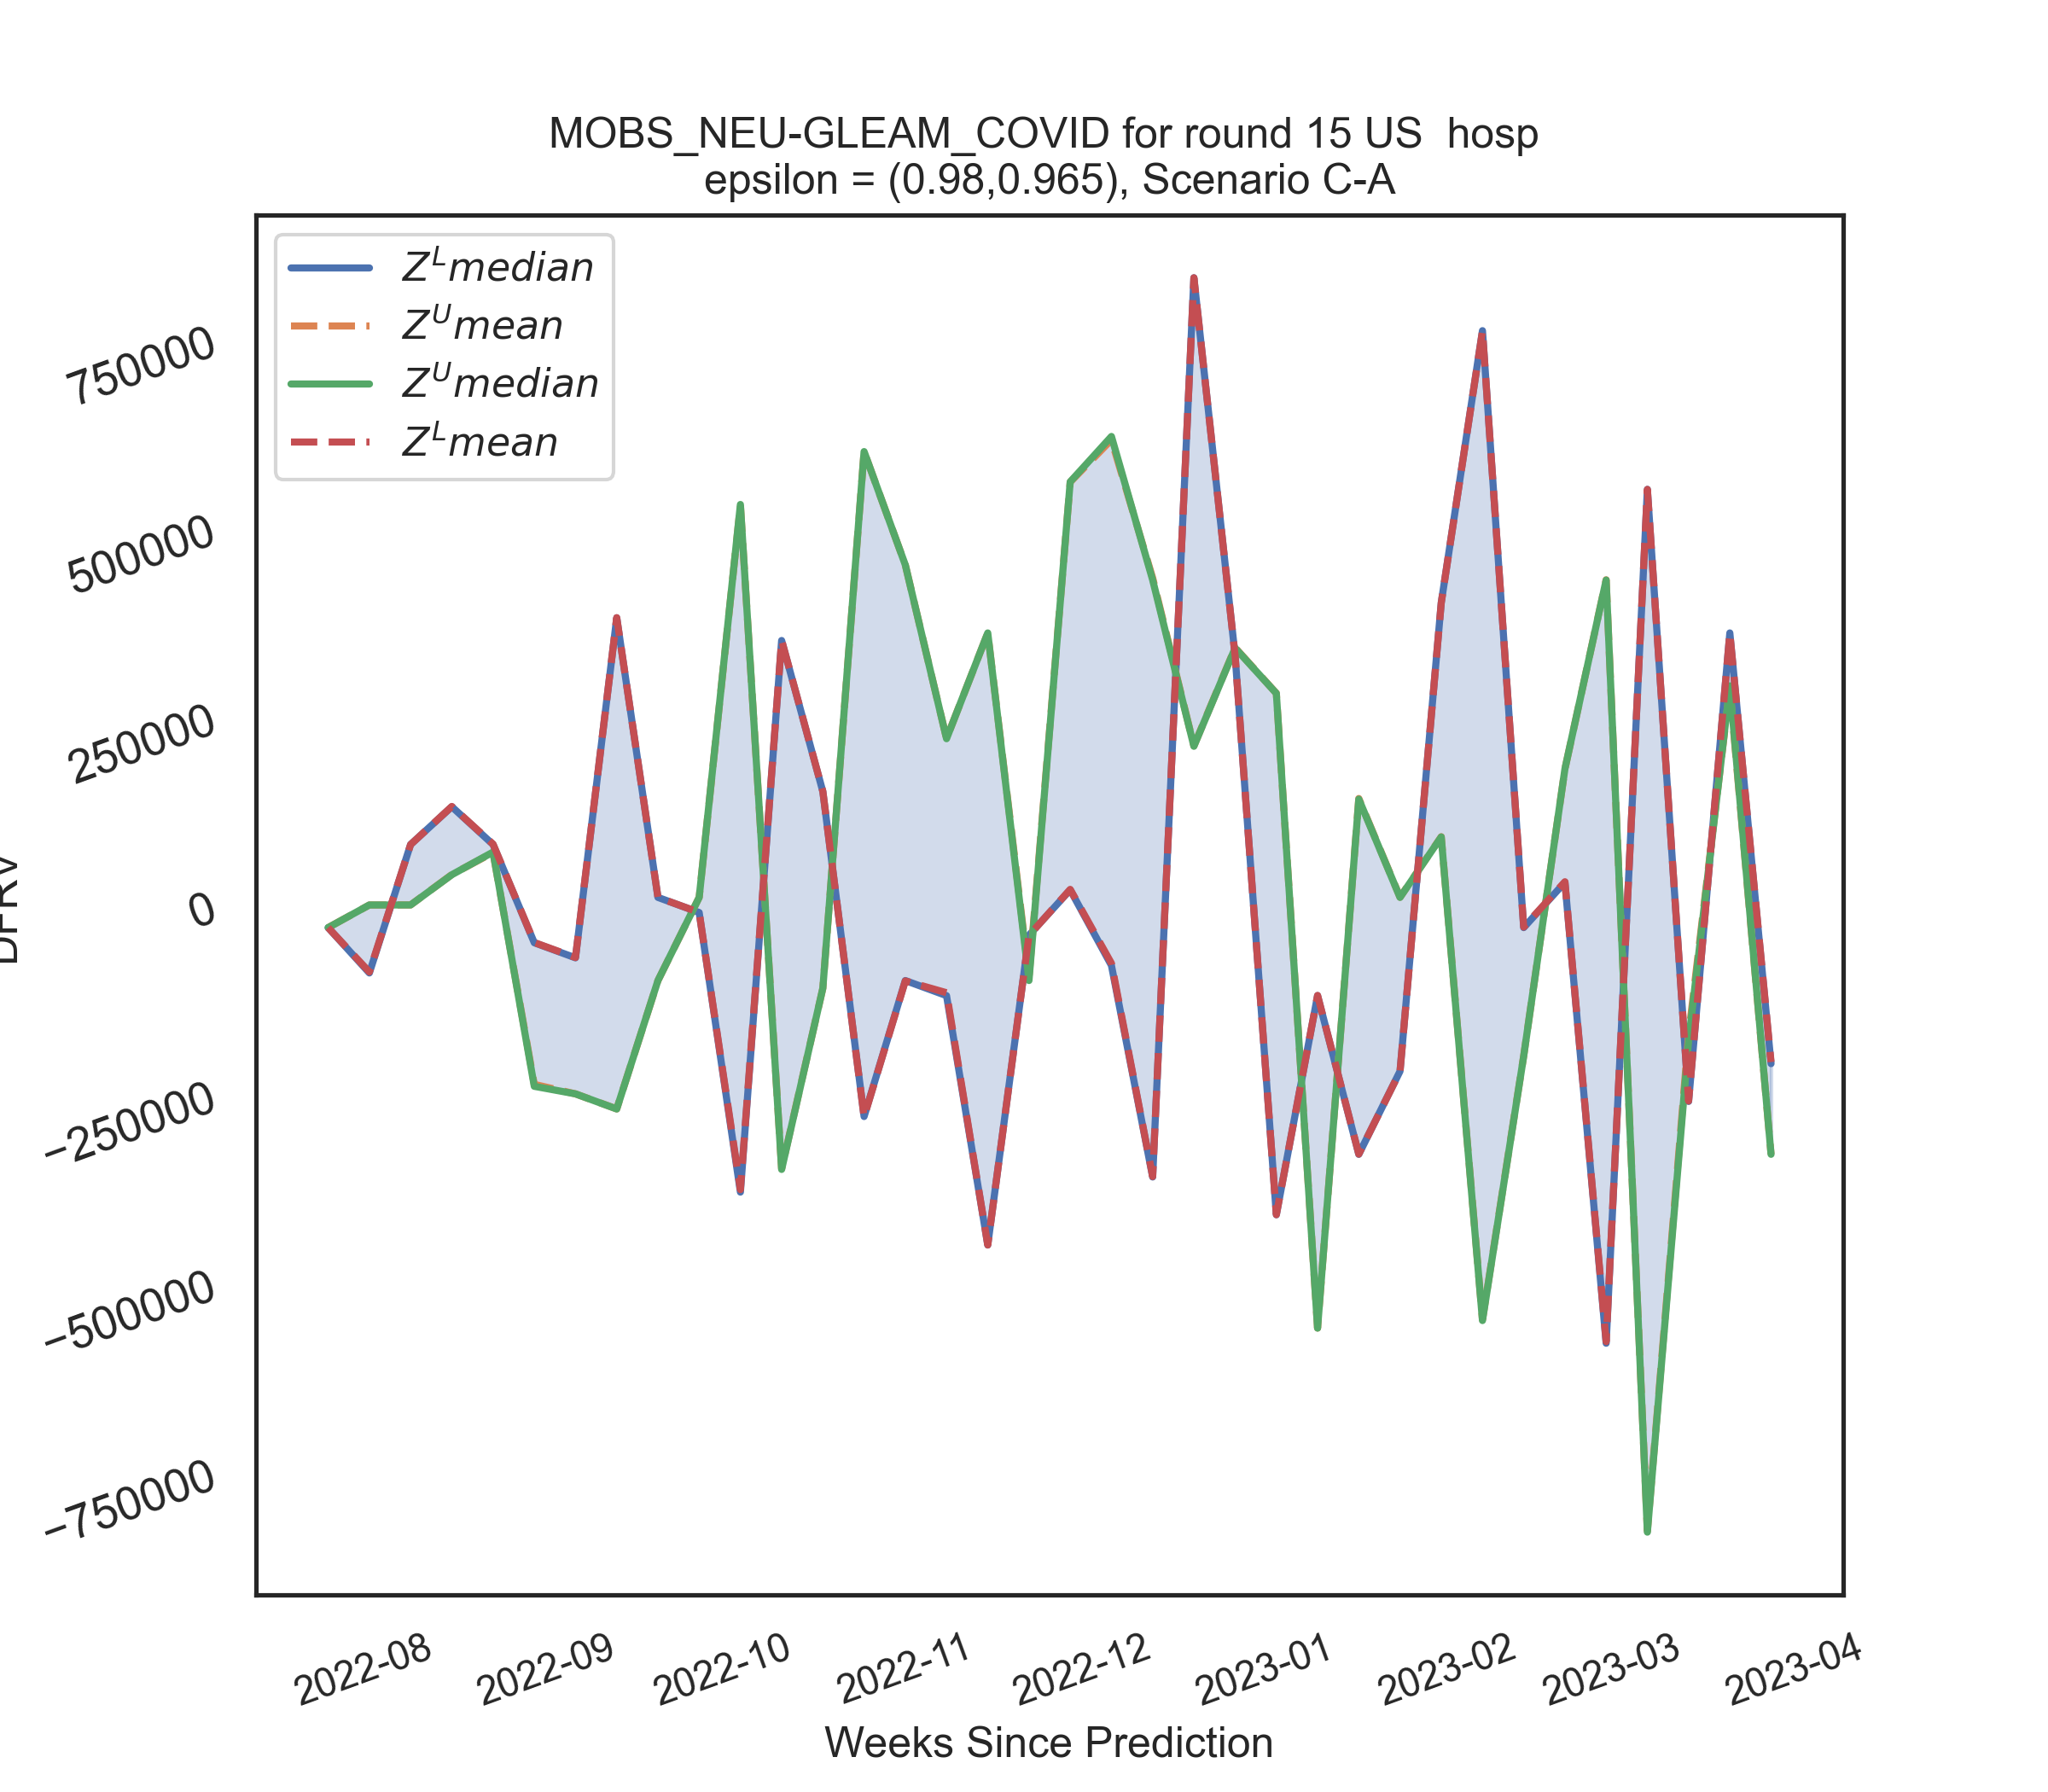 MOBS_NEU-GLEAM_COVID for round 15 US  hosp
epsilon = (0.98,0.965), Scenario C-A
Z^L median
Z^U mean
Z^U median
Z^L mean
750000
500000
250000
0
−250000
−500000
−750000
2022-08
2022-09
2022-10
2022-11
2022-12
2023-01
2023-02
2023-03
2023-04
Weeks Since Prediction